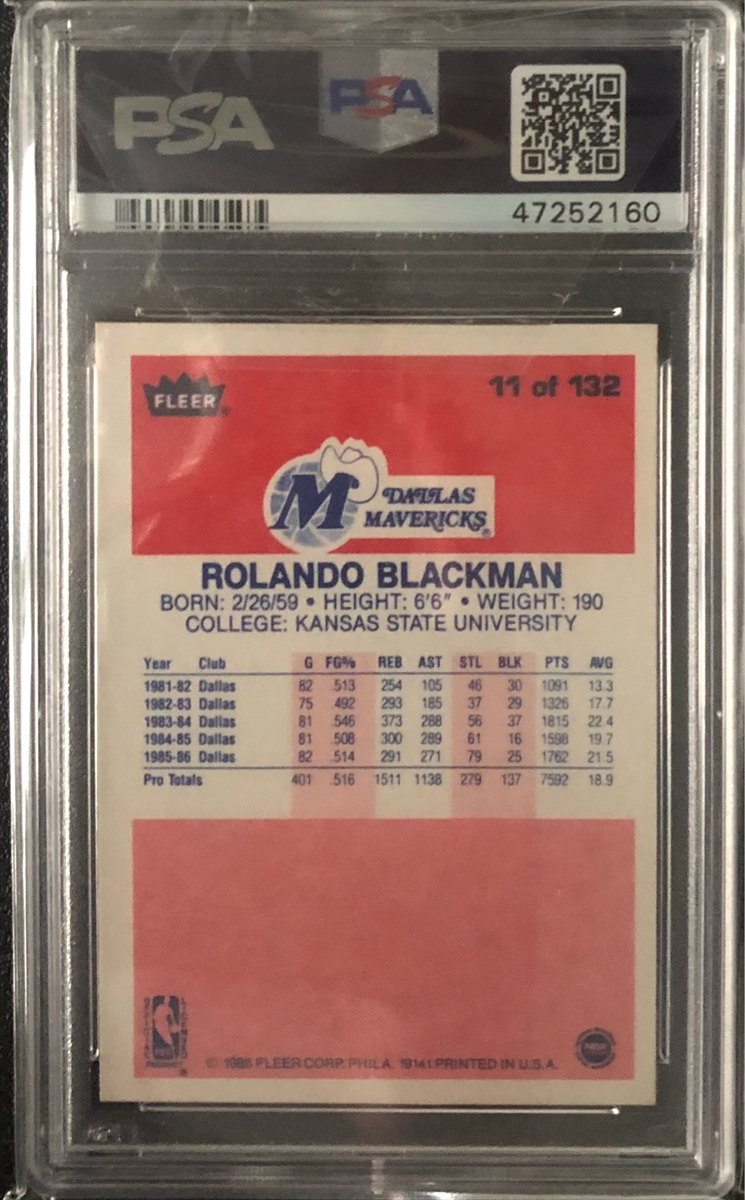 PSA PSA
47252160
FLEER
11 of 132
M DALLAS
MAVERICKS
ROLANDO BLACKMAN
BORN: 2/26/59 • HEIGHT: 6'6" • WEIGHT: 190
COLLEGE: KANSAS STATE UNIVERSITY
Year Club G FG% REB AST STL BLK PTS AVG
1981-82 Dallas 82 .513 254 105 46 30 1091 13.3
1982-83 Dallas 75 .492 293 185 37 29 1326 17.7
1983-84 Dallas 81 .546 373 288 56 37 1815 22.4
1984-85 Dallas 81 .508 300 289 61 16 1598 19.7
1985-86 Dallas 82 .514 291 271 79 25 1762 21.5
Pro Totals 401 .516 1511 1138 279 137 7592 18.9
© 1986 FLEER CORP. PHILA. 19141 PRINTED IN U.S.A.